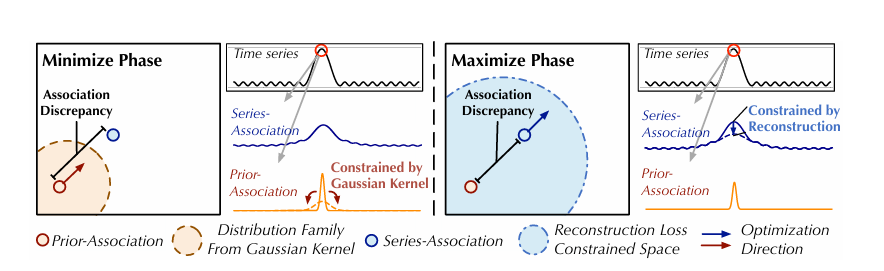 Minimize Phase
Association
Discrepancy
Time series
Series-
Association
Prior-
Association
Constrained by
Gaussian Kernel
Maximize Phase
Association
Discrepancy
Time series
Series-
Association
Constrained by
Reconstruction
Prior-
Association
Prior-Association
Distribution Family
From Gaussian Kernel
Series-Association
Reconstruction Loss
Constrained Space
Optimization
Direction